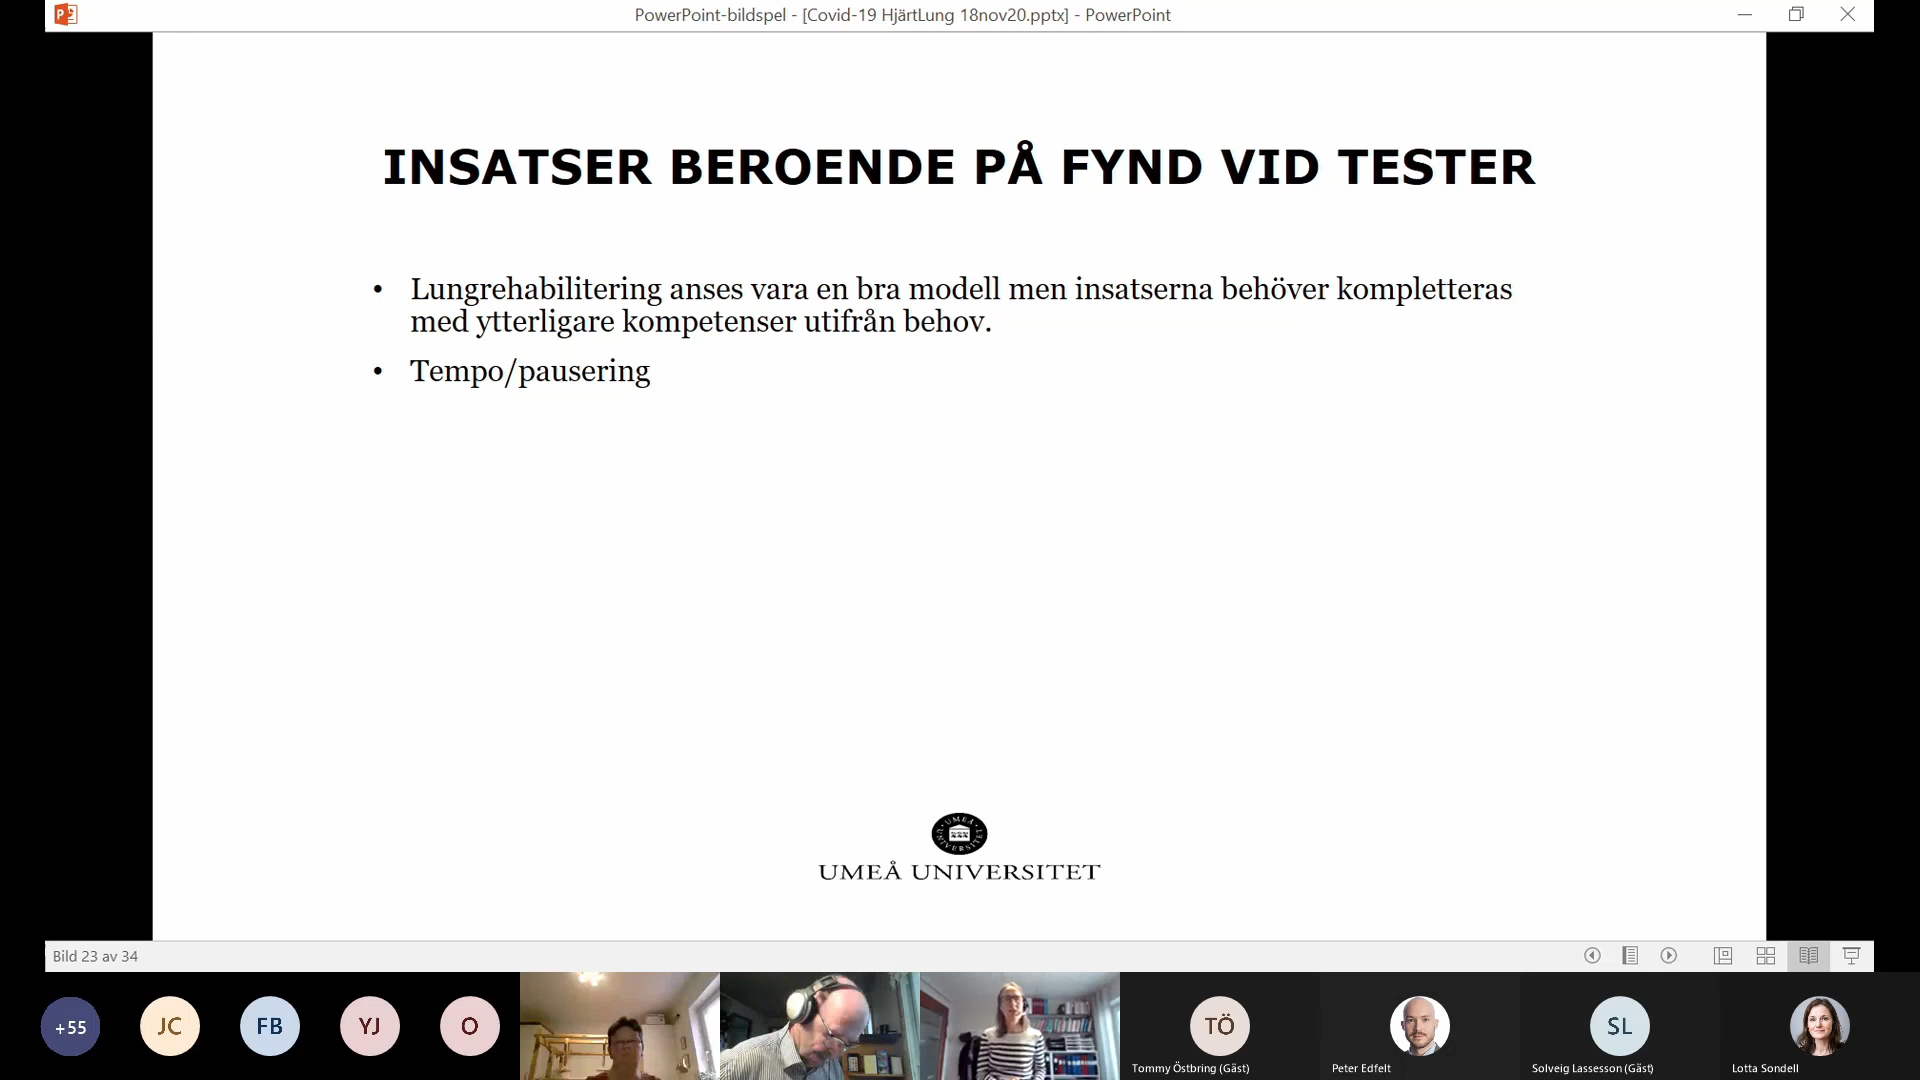 PowerPoint-bildspel - [Covid-19 HjärtLung 18nov20.pptx] - PowerPoint
INSATSER BEROENDE PÅ FYND VID TESTER
• Lungrehabilitering anses vara en bra modell men insatserna behöver kompletteras
med ytterligare kompetenser utifrån behov.
• Tempo/pausering
UMEÅ UNIVERSITET
UMEÅ UNIVERSITET
Bild 23 av 34
+55
JC
FB
YJ
O
TÖ
SL
Tommy Östbring (Gäst)
Peter Edfelt
Solveig Lassesson (Gäst)
Lotta Sondell